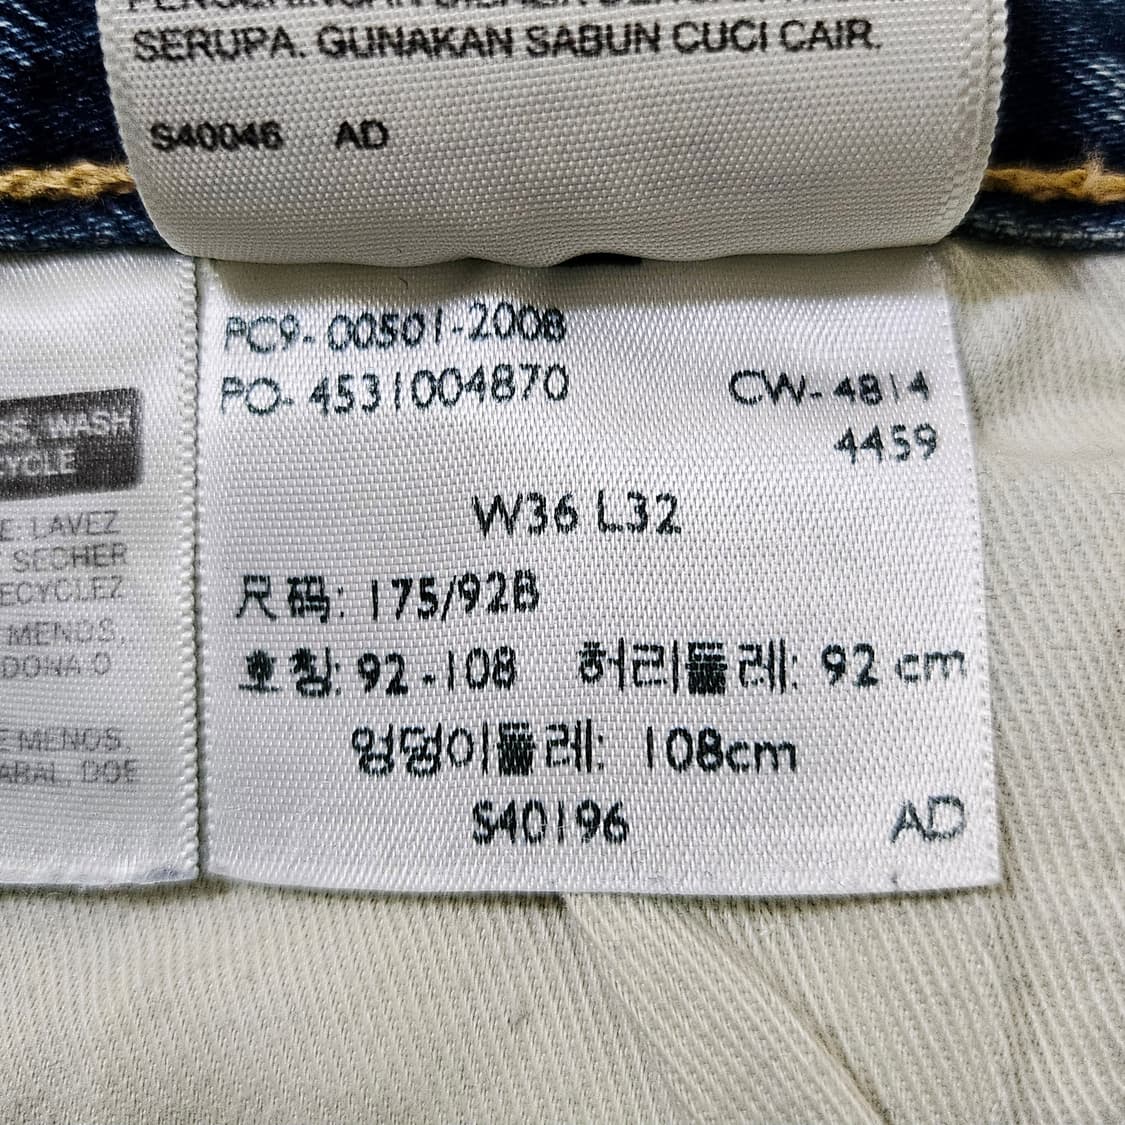 SERUPA. GUNAKAN SABUN CUCI CAIR.
S40046 AD
SS, WASH
CYCLE
E: LAVEZ
SECHER
ECYCLEZ
MENOS,
DONA O
E MENOS,
ARAL, DOE
PC9-00501-2008
PO-4531004870 CW-4814
4459
W36 L32
尺码: 175/92B
호칭: 92-108 허리둘레: 92 cm
엉덩이둘레: 108cm
S40196 AD